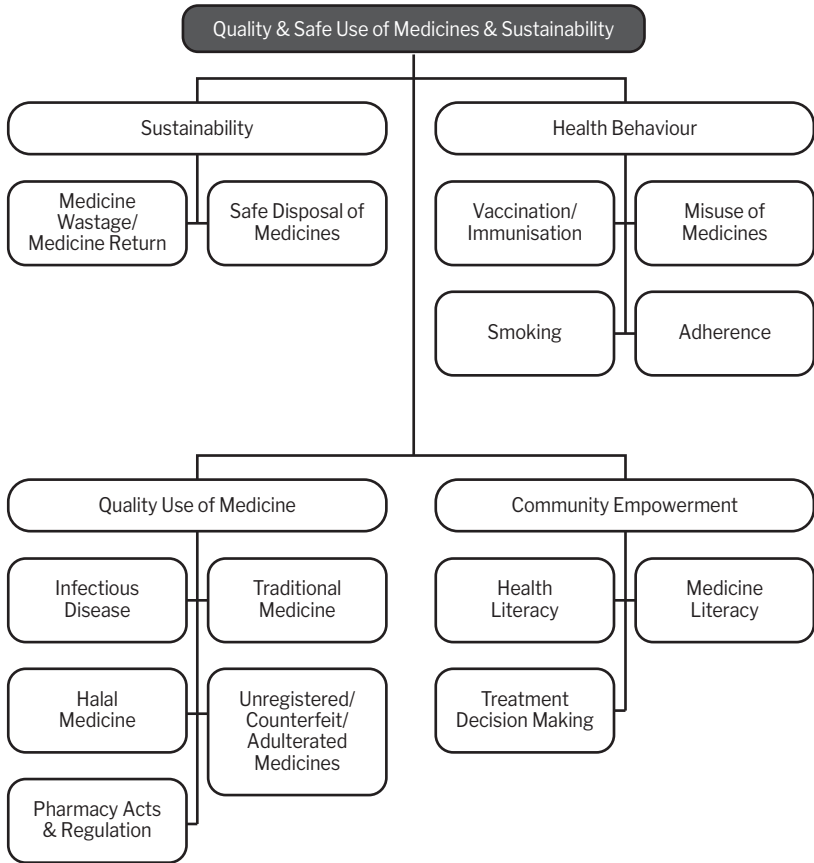 Quality & Safe Use of Medicines & Sustainability
Sustainability
Health Behaviour
Medicine
Wastage/
Medicine Return
Safe Disposal of
Medicines
Vaccination/
Immunisation
Misuse of
Medicines
Smoking
Adherence
Quality Use of Medicine
Community Empowerment
Infectious
Disease
Traditional
Medicine
Health
Literacy
Medicine
Literacy
Halal
Medicine
Unregistered/
Counterfeit/
Adulterated
Medicines
Treatment
Decision Making
Pharmacy Acts
& Regulation